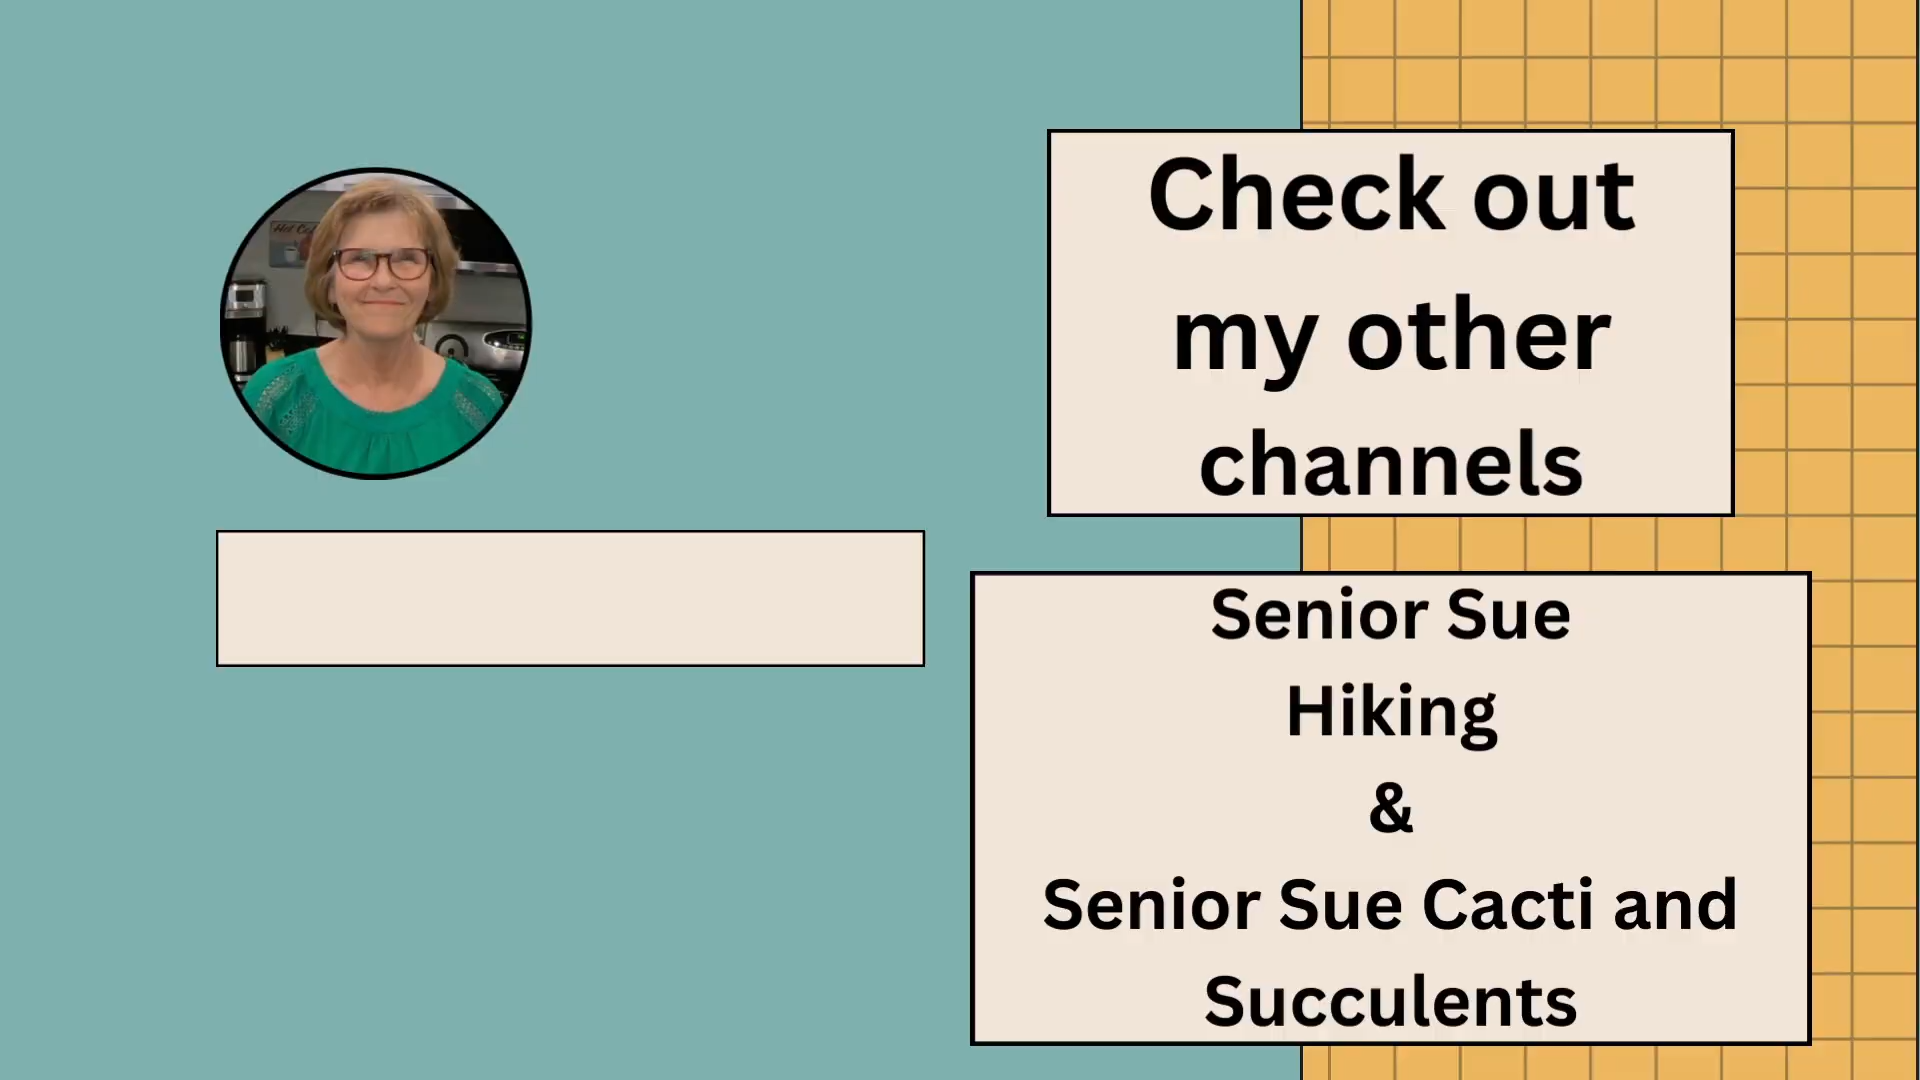 Check out
my other
channels
Senior Sue
Hiking
&
Senior Sue Cacti and
Succulents